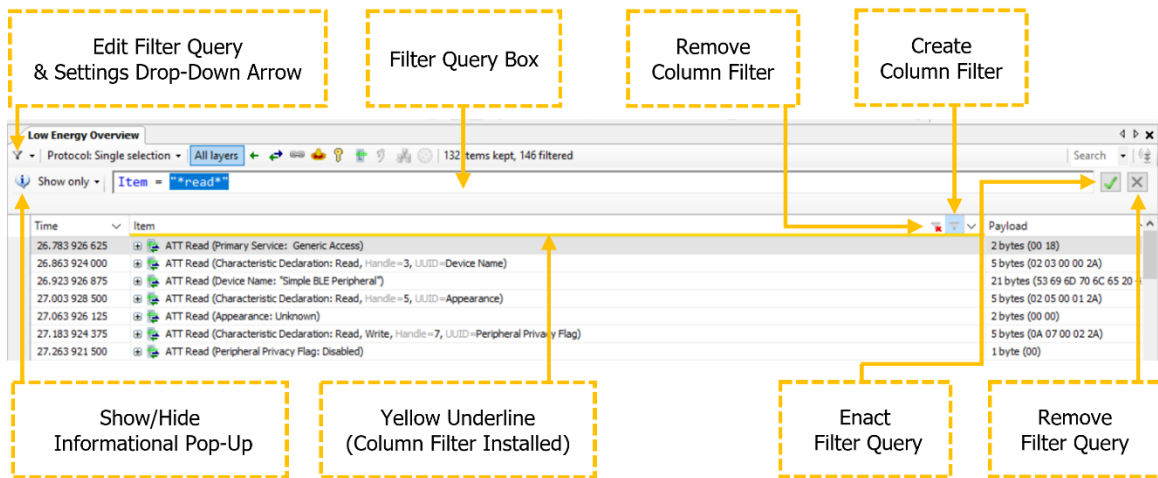 Edit Filter Query
& Settings Drop-Down Arrow
Filter Query Box
Remove
Column Filter
Create
Column Filter
Low Energy Overview
Protocol: Single selection All layers 132 items kept, 146 filtered Search
Show only Item = "*read*"
Time Item Payload
26.783 926 625 ATT Read (Primary Service: Generic Access) 2 bytes (00 18)
26.863 924 000 ATT Read (Characteristic Declaration: Read, Handle=3, UUID=Device Name) 5 bytes (02 03 00 00 2A)
26.923 926 875 ATT Read (Device Name: "Simple BLE Peripheral") 21 bytes (53 69 6D 70 6C 65 20
27.003 928 500 ATT Read (Characteristic Declaration: Read, Handle=5, UUID=Appearance) 5 bytes (02 05 00 01 2A)
27.063 926 125 ATT Read (Appearance: Unknown) 2 bytes (00 00)
27.183 924 375 ATT Read (Characteristic Declaration: Read, Write, Handle=7, UUID=Peripheral Privacy Flag) 5 bytes (0A 07 00 02 2A)
27.263 921 500 ATT Read (Peripheral Privacy Flag: Disabled) 1 byte (00)
Show/Hide
Informational Pop-Up
Yellow Underline
(Column Filter Installed)
Enact
Filter Query
Remove
Filter Query